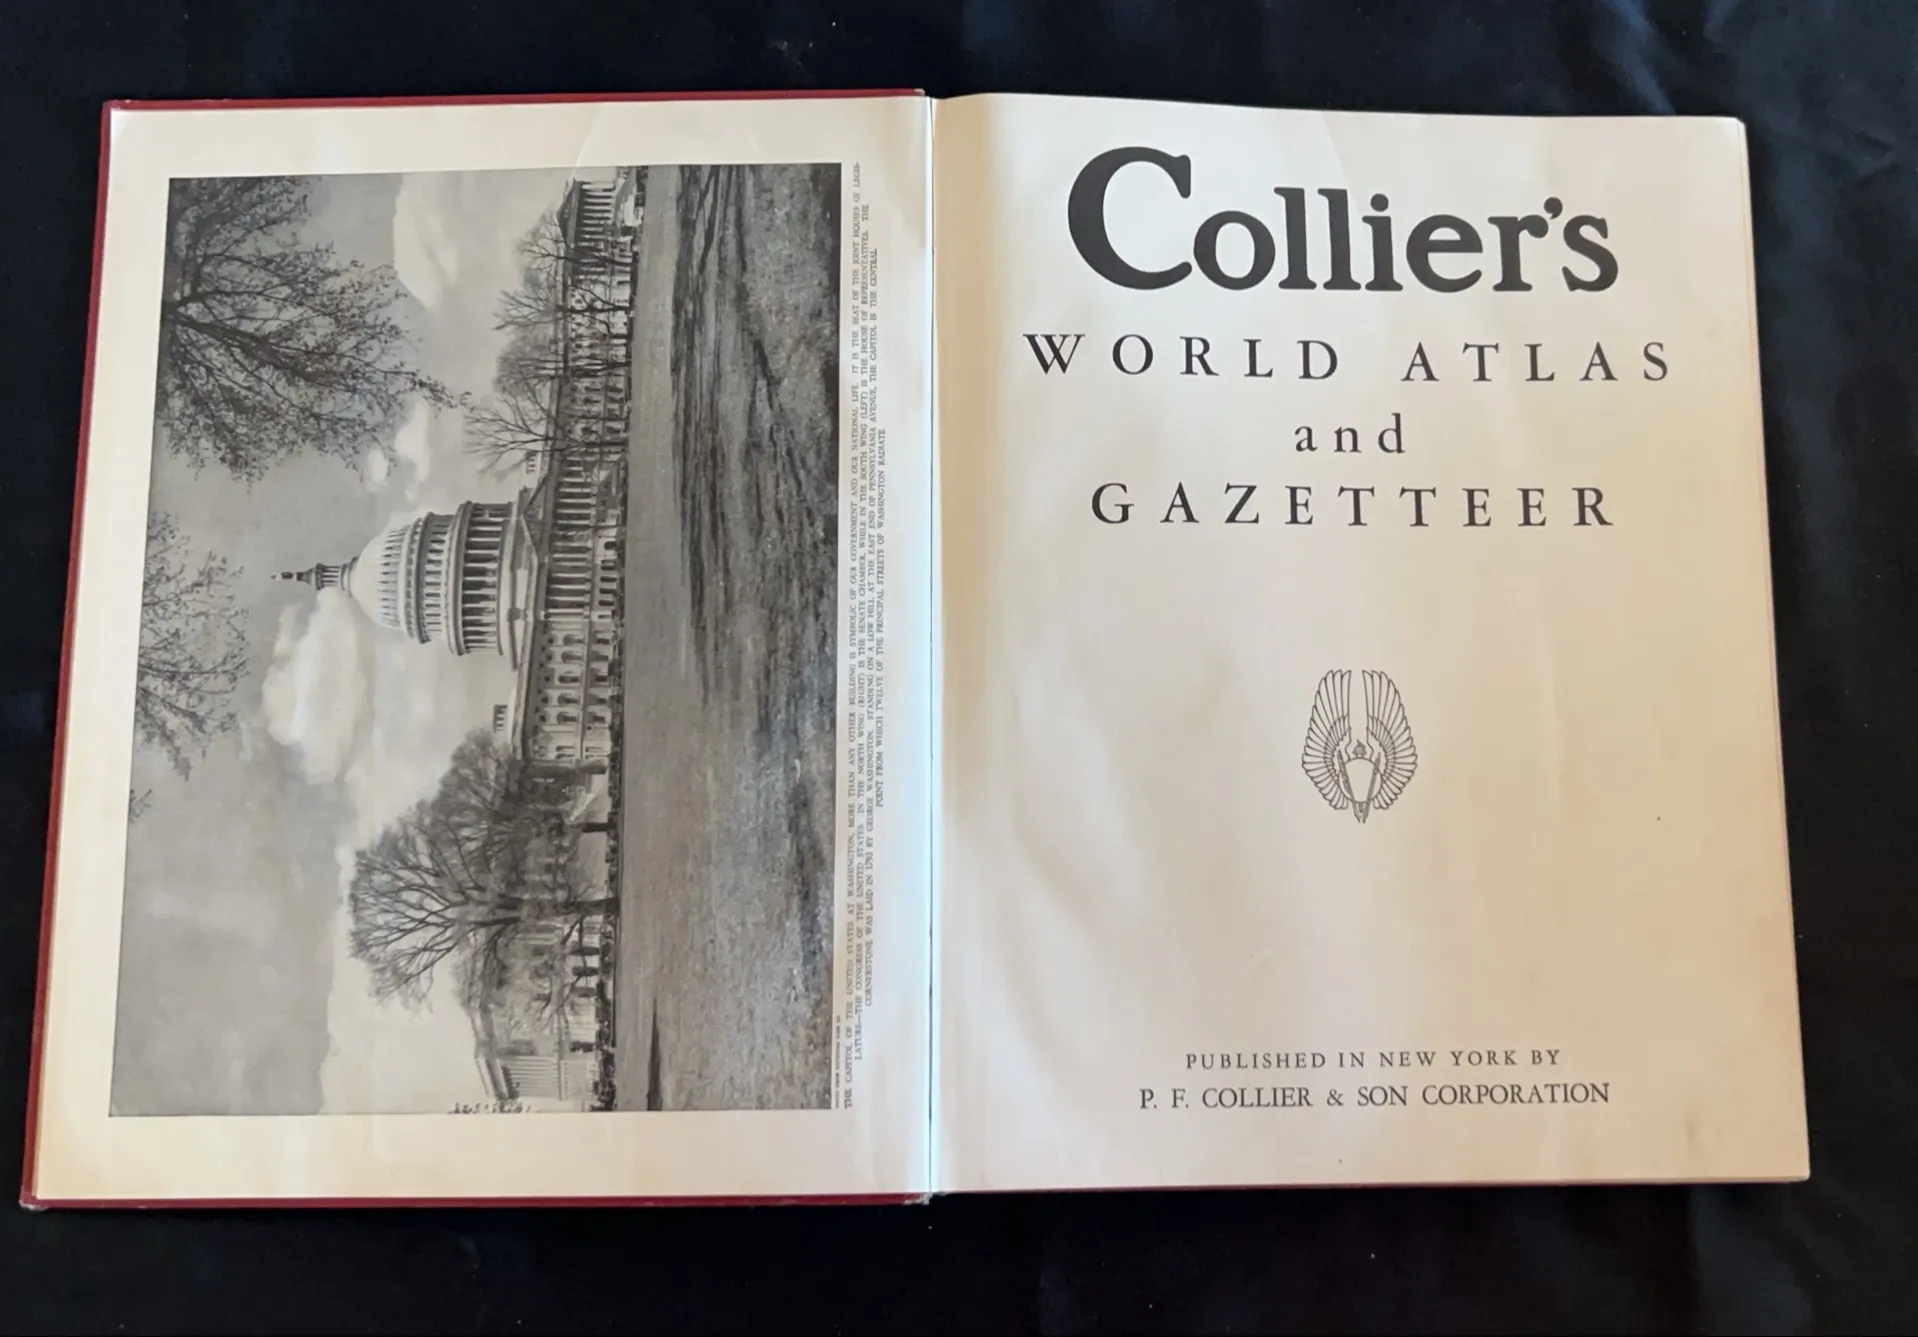 THE CAPITOL OF THE UNITED STATES AT WASHINGTON, MORE THAN ANY OTHER BUILDING IS SYMBOLIC OF OUR GOVERNMENT AND OUR NATIONAL LIFE. IT IS THE SEAT OF THE JOINT HOUSES OF LEGIS-
LATURE—THE CONGRESS OF THE UNITED STATES. IN THE NORTH WING (RIGHT) IS THE SENATE CHAMBER, WHILE IN THE SOUTH WING (LEFT) IS THE HOUSE OF REPRESENTATIVES. THE
CORNERSTONE WAS LAID IN 1793 BY GEORGE WASHINGTON. STANDING ON A LOW HILL AT THE EAST END OF PENNSYLVANIA AVENUE, THE CAPITOL IS THE CENTRAL
POINT FROM WHICH TWELVE OF THE PRINCIPAL STREETS OF WASHINGTON RADIATE
Collier's
WORLD ATLAS
and
GAZETTEER
PUBLISHED IN NEW YORK BY
P. F. COLLIER & SON CORPORATION